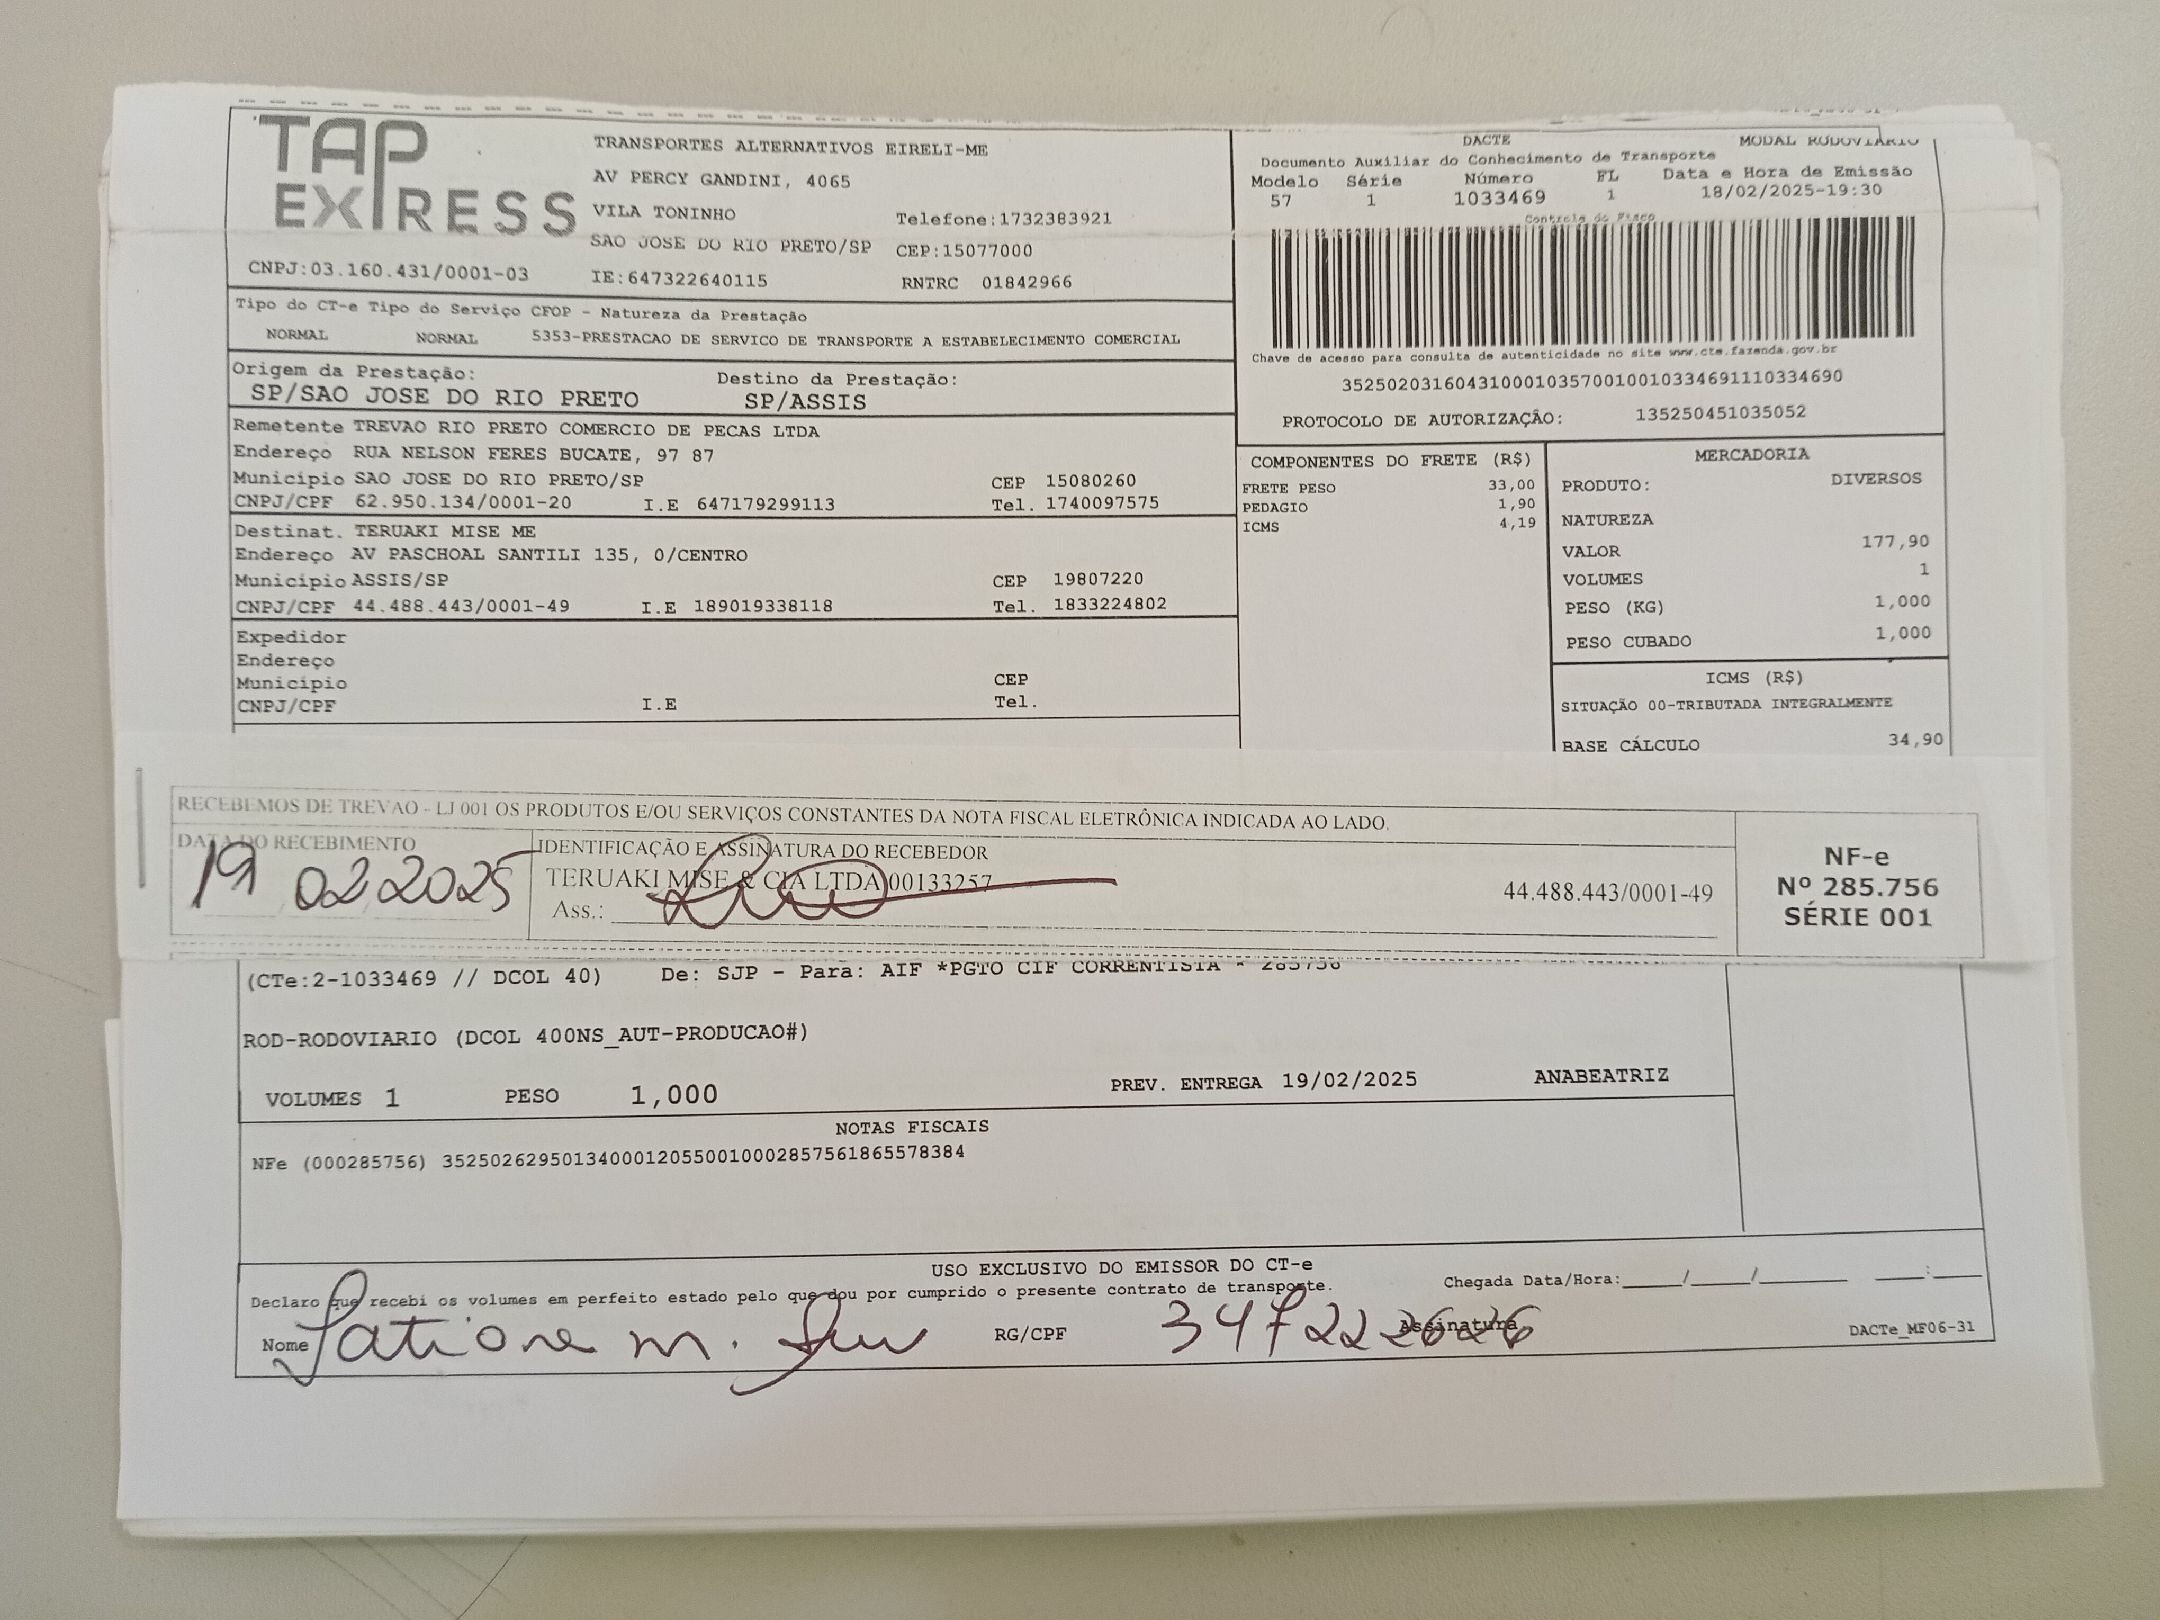 TAP
EXPRESS
TRANSPORTES ALTERNATIVOS EIRELI-ME
AV PERCY GANDINI, 4065
VILA TONINHO Telefone:1732383921
SAO JOSE DO RIO PRETO/SP CEP:15077000
CNPJ:03.160.431/0001-03 IE:647322640115 RNTRC 01842966
DACTE MODAL RODOVIARIO
Documento Auxiliar do Conhecimento de Transporte
Modelo Série Número FL Data e Hora de Emissão
57 1 1033469 1 18/02/2025-19:30
Controle do Fisco
Chave de acesso para consulta de autenticidade no site www.cte.fazenda.gov.br
35250203160431000103570010010334691110334690
PROTOCOLO DE AUTORIZAÇÃO: 135250451035052
Tipo do CT-e Tipo do Serviço CFOP - Natureza da Prestação
NORMAL NORMAL 5353-PRESTACAO DE SERVICO DE TRANSPORTE A ESTABELECIMENTO COMERCIAL
Origem da Prestação: Destino da Prestação:
SP/SAO JOSE DO RIO PRETO SP/ASSIS
Remetente TREVAO RIO PRETO COMERCIO DE PECAS LTDA
Endereço RUA NELSON FERES BUCATE, 97 87
Município SAO JOSE DO RIO PRETO/SP CEP 15080260
CNPJ/CPF 62.950.134/0001-20 I.E 647179299113 Tel. 1740097575
Destinat. TERUAKI MISE ME
Endereço AV PASCHOAL SANTILI 135, 0/CENTRO
Município ASSIS/SP CEP 19807220
CNPJ/CPF 44.488.443/0001-49 I.E 189019338118 Tel. 1833224802
Expedidor
Endereço
Município CEP
CNPJ/CPF I.E Tel.
COMPONENTES DO FRETE (R$)
FRETE PESO 33,00
PEDAGIO 1,90
ICMS 4,19
MERCADORIA
PRODUTO: DIVERSOS
NATUREZA
VALOR 177,90
VOLUMES 1
PESO (KG) 1,000
PESO CUBADO 1,000
ICMS (R$)
SITUAÇÃO 00-TRIBUTADA INTEGRALMENTE
BASE CÁLCULO 34,90
RECEBEMOS DE TREVAO - LJ 001 OS PRODUTOS E/OU SERVIÇOS CONSTANTES DA NOTA FISCAL ELETRÔNICA INDICADA AO LADO.
DATA DO RECEBIMENTO IDENTIFICAÇÃO E ASSINATURA DO RECEBEDOR
19 02 2025 TERUAKI MISE & CIA LTDA 00133257 44.488.443/0001-49
Ass.:
NF-e
Nº 285.756
SÉRIE 001
(CTe:2-1033469 // DCOL 40) De: SJP - Para: AIF *PGTO CIF CORRENTISTA * 285756
ROD-RODOVIARIO (DCOL 400NS_AUT-PRODUCAO#)
VOLUMES 1 PESO 1,000 PREV. ENTREGA 19/02/2025 ANABEATRIZ
NOTAS FISCAIS
NFe (000285756) 35250262950134000120550010002857561865578384
USO EXCLUSIVO DO EMISSOR DO CT-e
Declaro que recebi os volumes em perfeito estado pelo que dou por cumprido o presente contrato de transporte. Chegada Data/Hora:____/____/______ ___:___
Nome Tatiane m. RG/CPF Assinatura DACTe_MF06-31